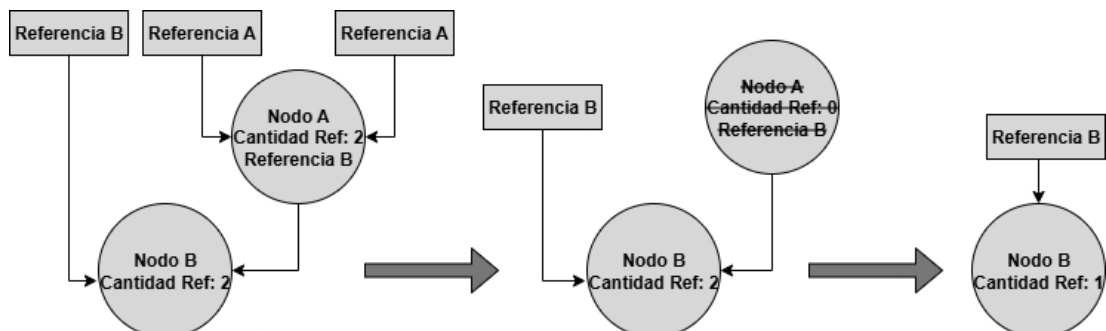 Referencia B
Referencia A
Referencia A
Nodo A
Cantidad Ref: 2
Referencia B
Nodo B
Cantidad Ref: 2
Referencia B
Nodo A
Cantidad Ref: 0
Referencia B
Nodo B
Cantidad Ref: 2
Referencia B
Nodo B
Cantidad Ref: 1